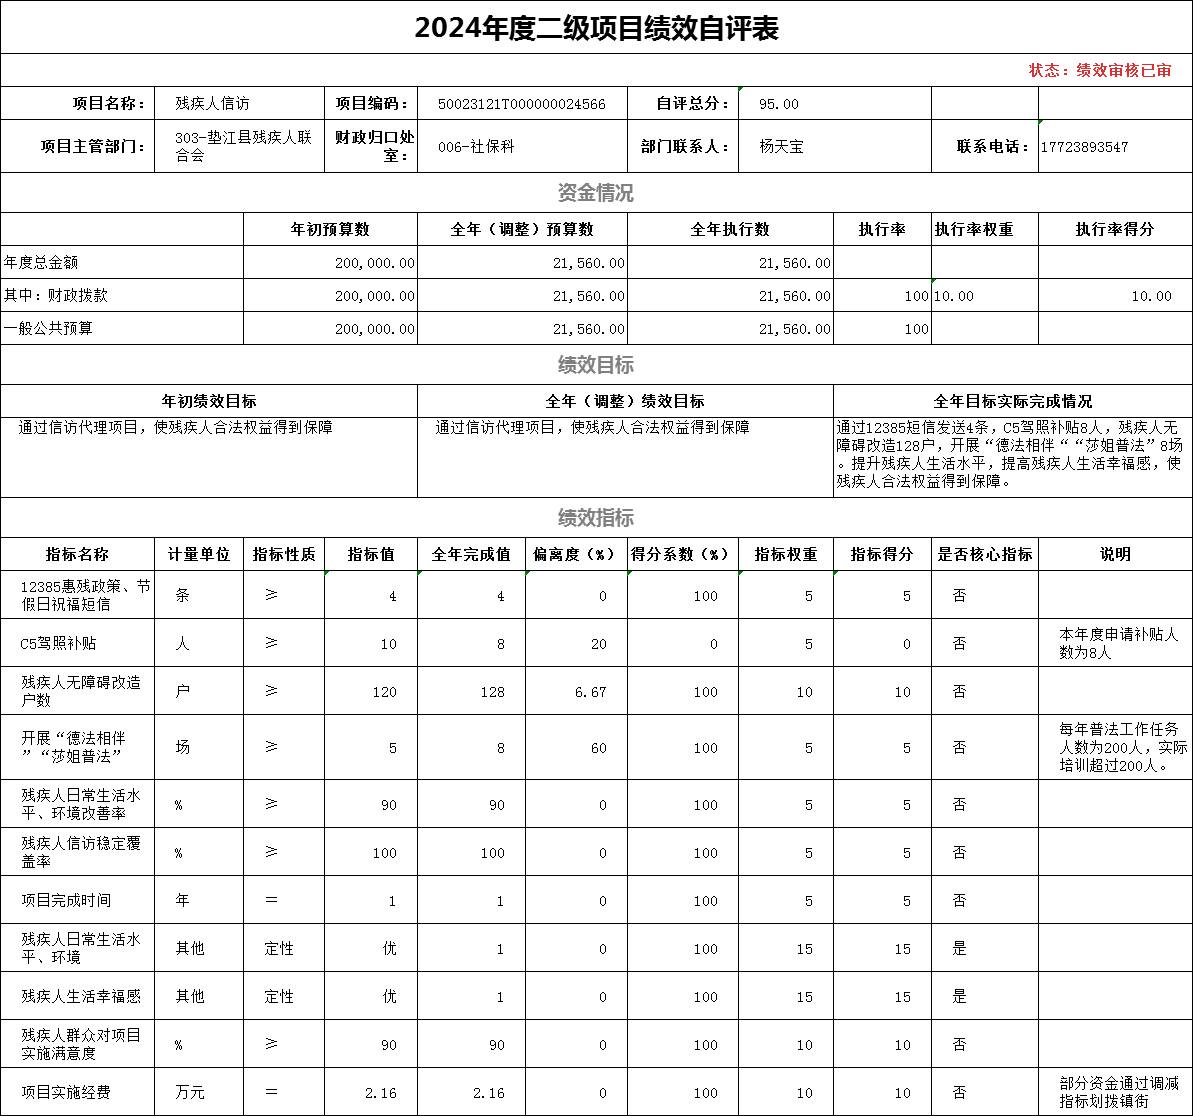 2024年度二级项目绩效自评表
状态：绩效审核已审
项目名称： 残疾人信访 项目编码： 50023121T000000024566 自评总分： 95.00
项目主管部门： 303-垫江县残疾人联
合会 财政归口处
室： 006-社保科 部门联系人： 杨天宝 联系电话： 17723893547
资金情况
年初预算数 全年（调整）预算数 全年执行数 执行率 执行率权重 执行率得分
年度总金额 200,000.00 21,560.00 21,560.00
其中：财政拨款 200,000.00 21,560.00 21,560.00 100 10.00 10.00
一般公共预算 200,000.00 21,560.00 21,560.00 100
绩效目标
年初绩效目标 全年（调整）绩效目标 全年目标实际完成情况
通过信访代理项目，使残疾人合法权益得到保障 通过信访代理项目，使残疾人合法权益得到保障 通过12385短信发送4条，C5驾照补贴8人，残疾人无
障碍改造128户，开展“德法相伴““莎姐普法”8场
。提升残疾人生活水平，提高残疾人生活幸福感，使
残疾人合法权益得到保障。
绩效指标
指标名称 计量单位 指标性质 指标值 全年完成值 偏离度（%） 得分系数（%） 指标权重 指标得分 是否核心指标 说明
12385惠残政策、节
假日祝福短信 条 ≥ 4 4 0 100 5 5 否
C5驾照补贴 人 ≥ 10 8 20 0 5 0 否 本年度申请补贴人
数为8人
残疾人无障碍改造
户数 户 ≥ 120 128 6.67 100 10 10 否
开展“德法相伴
”“莎姐普法” 场 ≥ 5 8 60 100 5 5 否 每年普法工作任务
人数为200人，实际
培训超过200人。
残疾人日常生活水
平、环境改善率 % ≥ 90 90 0 100 5 5 否
残疾人信访稳定覆
盖率 % ≥ 100 100 0 100 5 5 否
项目完成时间 年 ＝ 1 1 0 100 5 5 否
残疾人日常生活水
平、环境 其他 定性 优 1 0 100 15 15 是
残疾人生活幸福感 其他 定性 优 1 0 100 15 15 是
残疾人群众对项目
实施满意度 % ≥ 90 90 0 100 10 10 否
项目实施经费 万元 ＝ 2.16 2.16 0 100 10 10 否 部分资金通过调减
指标划拨镇街